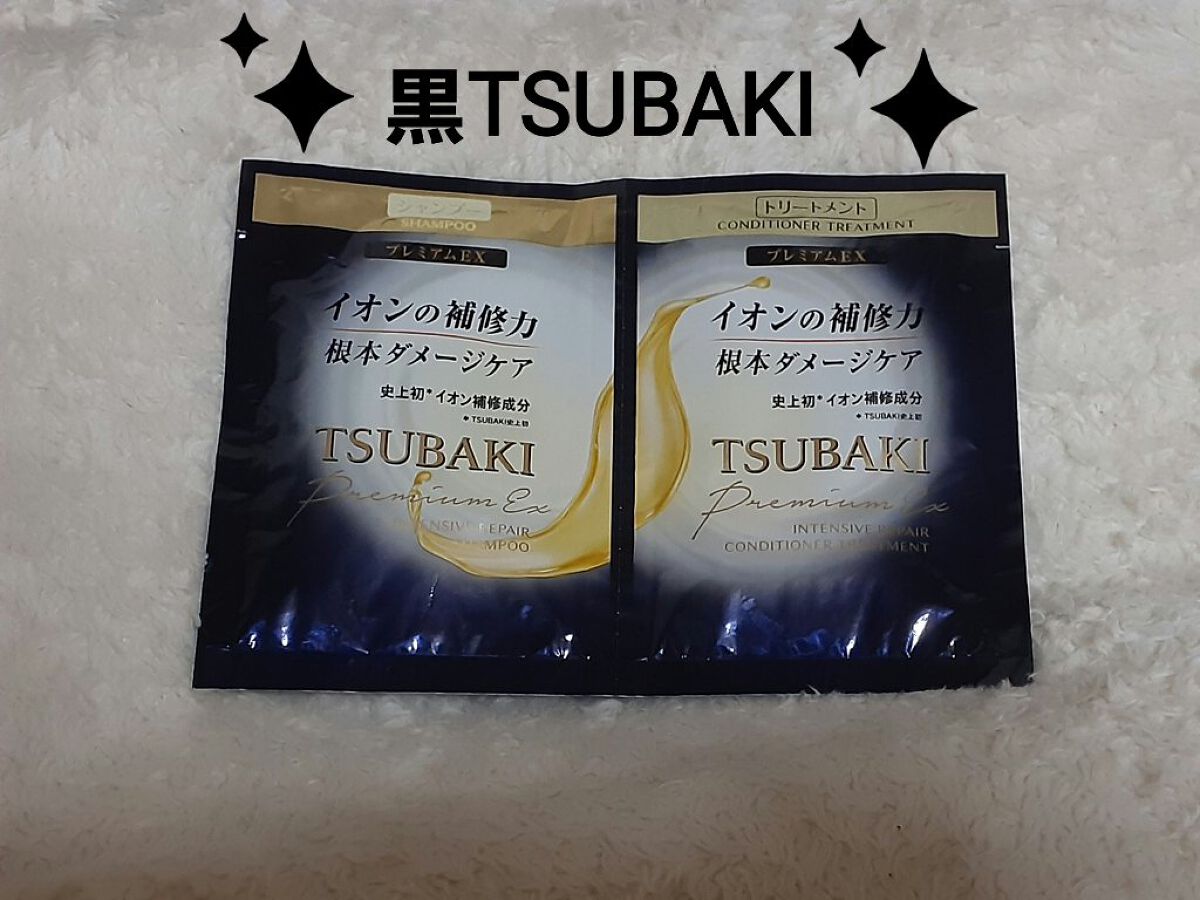 黒TSUBAKI
シャンプー
SHAMPOO
プレミアムEX
イオンの補修力
根本ダメージケア
史上初*イオン補修成分
*TSUBAKI史上初
TSUBAKI
Premium Ex
INTENSIVE REPAIR
SHAMPOO
トリートメント
CONDITIONER TREATMENT
プレミアムEX
イオンの補修力
根本ダメージケア
史上初*イオン補修成分
*TSUBAKI史上初
TSUBAKI
Premium Ex
INTENSIVE REPAIR
CONDITIONER TREATMENT